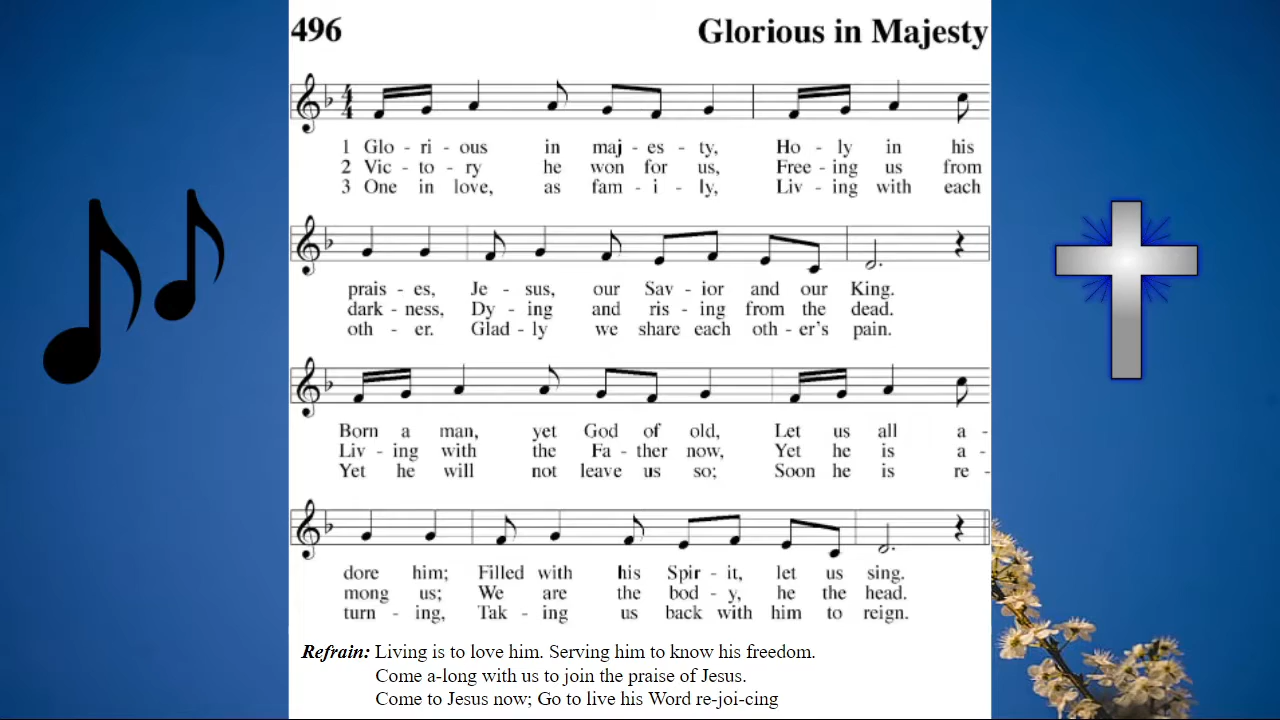 496 Glorious in Majesty
1 Glo - ri - ous in maj - es - ty, Ho - ly in his
2 Vic - to - ry he won for us, Free - ing us from
3 One in love, as fam - i - ly, Liv - ing with each
prais - es, Je - sus, our Sav - ior and our King.
dark - ness, Dy - ing and ris - ing from the dead.
oth - er. Glad - ly we share each oth - er's pain.
Born a man, yet God of old, Let us all a -
Liv - ing with the Fa - ther now, Yet he is a -
Yet he will not leave us so; Soon he is re -
dore him; Filled with his Spir - it, let us sing.
mong us; We are the bod - y, he the head.
turn - ing, Tak - ing us back with him to reign.
Refrain: Living is to love him. Serving him to know his freedom.
Come a-long with us to join the praise of Jesus.
Come to Jesus now; Go to live his Word re-joi-cing